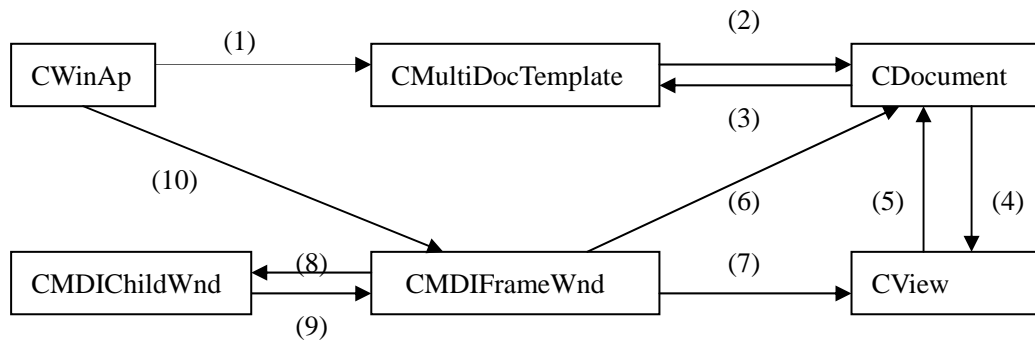 (1)
(2)
CWinAp
CMultiDocTemplate
CDocument
(3)
(10)
(6)
(5)
(4)
(8)
(7)
CMDIChildWnd
CMDIFrameWnd
CView
(9)